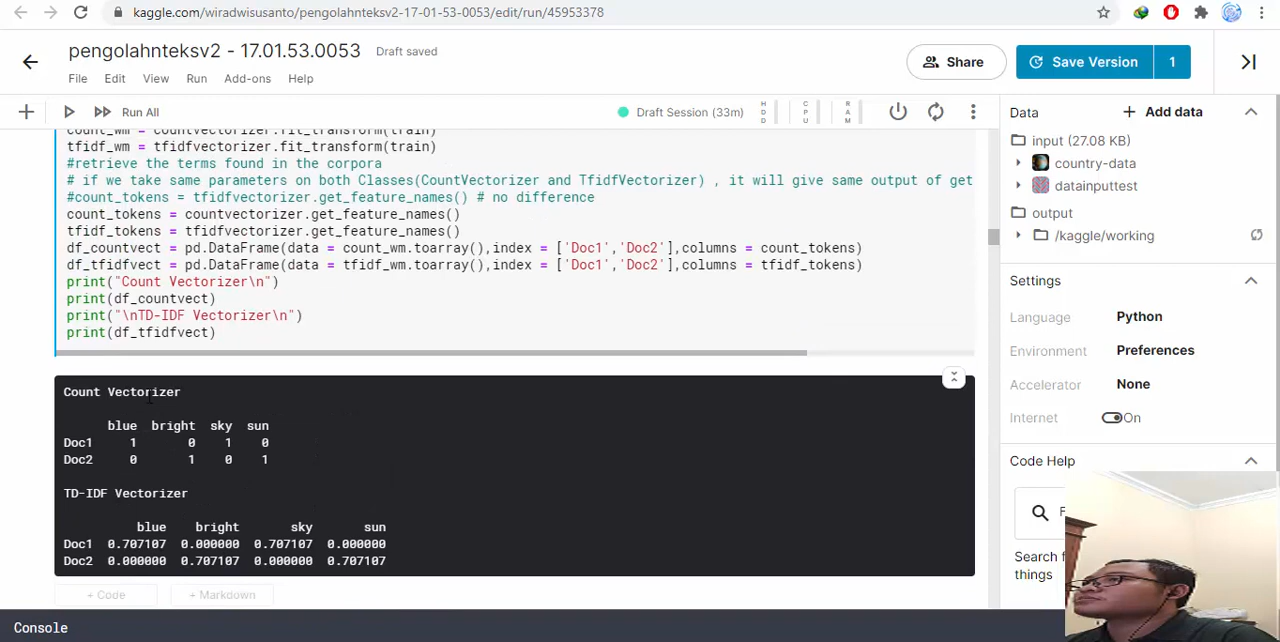 kaggle.com/wiradwisusanto/pengolahnteksv2-17-01-53-0053/edit/run/45953378
pengolahnteksv2 - 17.01.53.0053 Draft saved
File Edit View Run Add-ons Help
Share
Save Version 1
Run All
Draft Session (33m)
HDD
CPU
RAM
count_wm = countvectorizer.fit_transform(train)
tfidf_wm = tfidfvectorizer.fit_transform(train)
#retrieve the terms found in the corpora
# if we take same parameters on both Classes(CountVectorizer and TfidfVectorizer) , it will give same output of get
#count_tokens = tfidfvectorizer.get_feature_names() # no difference
count_tokens = countvectorizer.get_feature_names()
tfidf_tokens = tfidfvectorizer.get_feature_names()
df_countvect = pd.DataFrame(data = count_wm.toarray(),index = ['Doc1','Doc2'],columns = count_tokens)
df_tfidfvect = pd.DataFrame(data = tfidf_wm.toarray(),index = ['Doc1','Doc2'],columns = tfidf_tokens)
print("Count Vectorizer\n")
print(df_countvect)
print("\nTD-IDF Vectorizer\n")
print(df_tfidfvect)
Count Vectorizer
blue bright sky sun
Doc1 1 0 1 0
Doc2 0 1 0 1
TD-IDF Vectorizer
blue bright sky sun
Doc1 0.707107 0.000000 0.707107 0.000000
Doc2 0.000000 0.707107 0.000000 0.707107
+ Code
+ Markdown
Console
Data
+ Add data
input (27.08 KB)
country-data
datainputtest
output
/kaggle/working
Settings
Language Python
Environment Preferences
Accelerator None
Internet On
Code Help
Search f
things